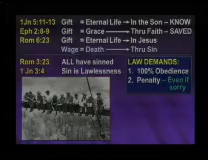 1Jn 5:11-13 Gift = Eternal Life → In the Son – KNOW
Eph 2:8-9 Gift = Grace → Thru Faith – SAVED
Rom 6:23 Gift = Eternal Life → In Jesus
Wage = Death → Thru Sin
Rom 3:23 ALL have sinned
1Jn 3:4 Sin is Lawlessness
LAW DEMANDS:
1. 100% Obedience
2. Penalty – Even if
sorry